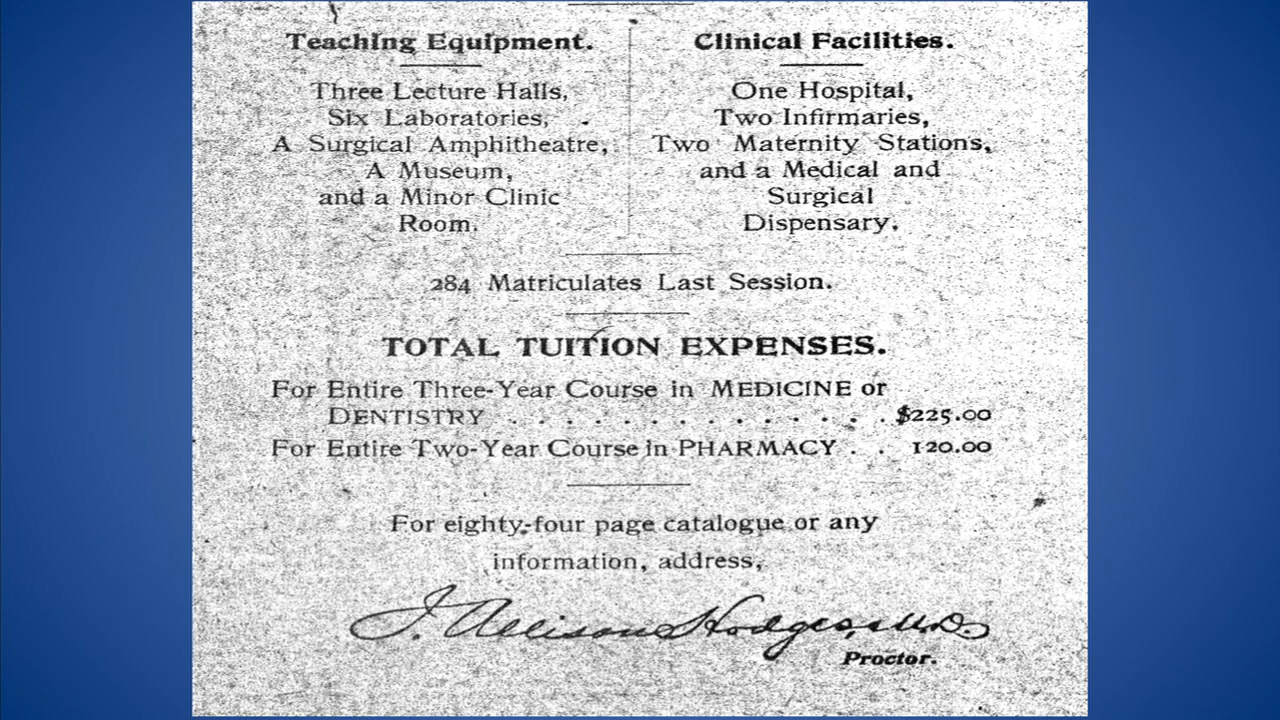 Teaching Equipment.
Three Lecture Halls,
Six Laboratories,
A Surgical Amphitheatre,
A Museum,
and a Minor Clinic
Room.
Clinical Facilities.
One Hospital,
Two Infirmaries,
Two Maternity Stations,
and a Medical and
Surgical
Dispensary.
284 Matriculates Last Session.
TOTAL TUITION EXPENSES.
For Entire Three-Year Course in MEDICINE or
DENTISTRY . . . . . . . . . . . . . . $225.00
For Entire Two-Year Course in PHARMACY . . 120.00
For eighty-four page catalogue or any
information, address,
J. Allison Hodges, M.D.
Proctor.